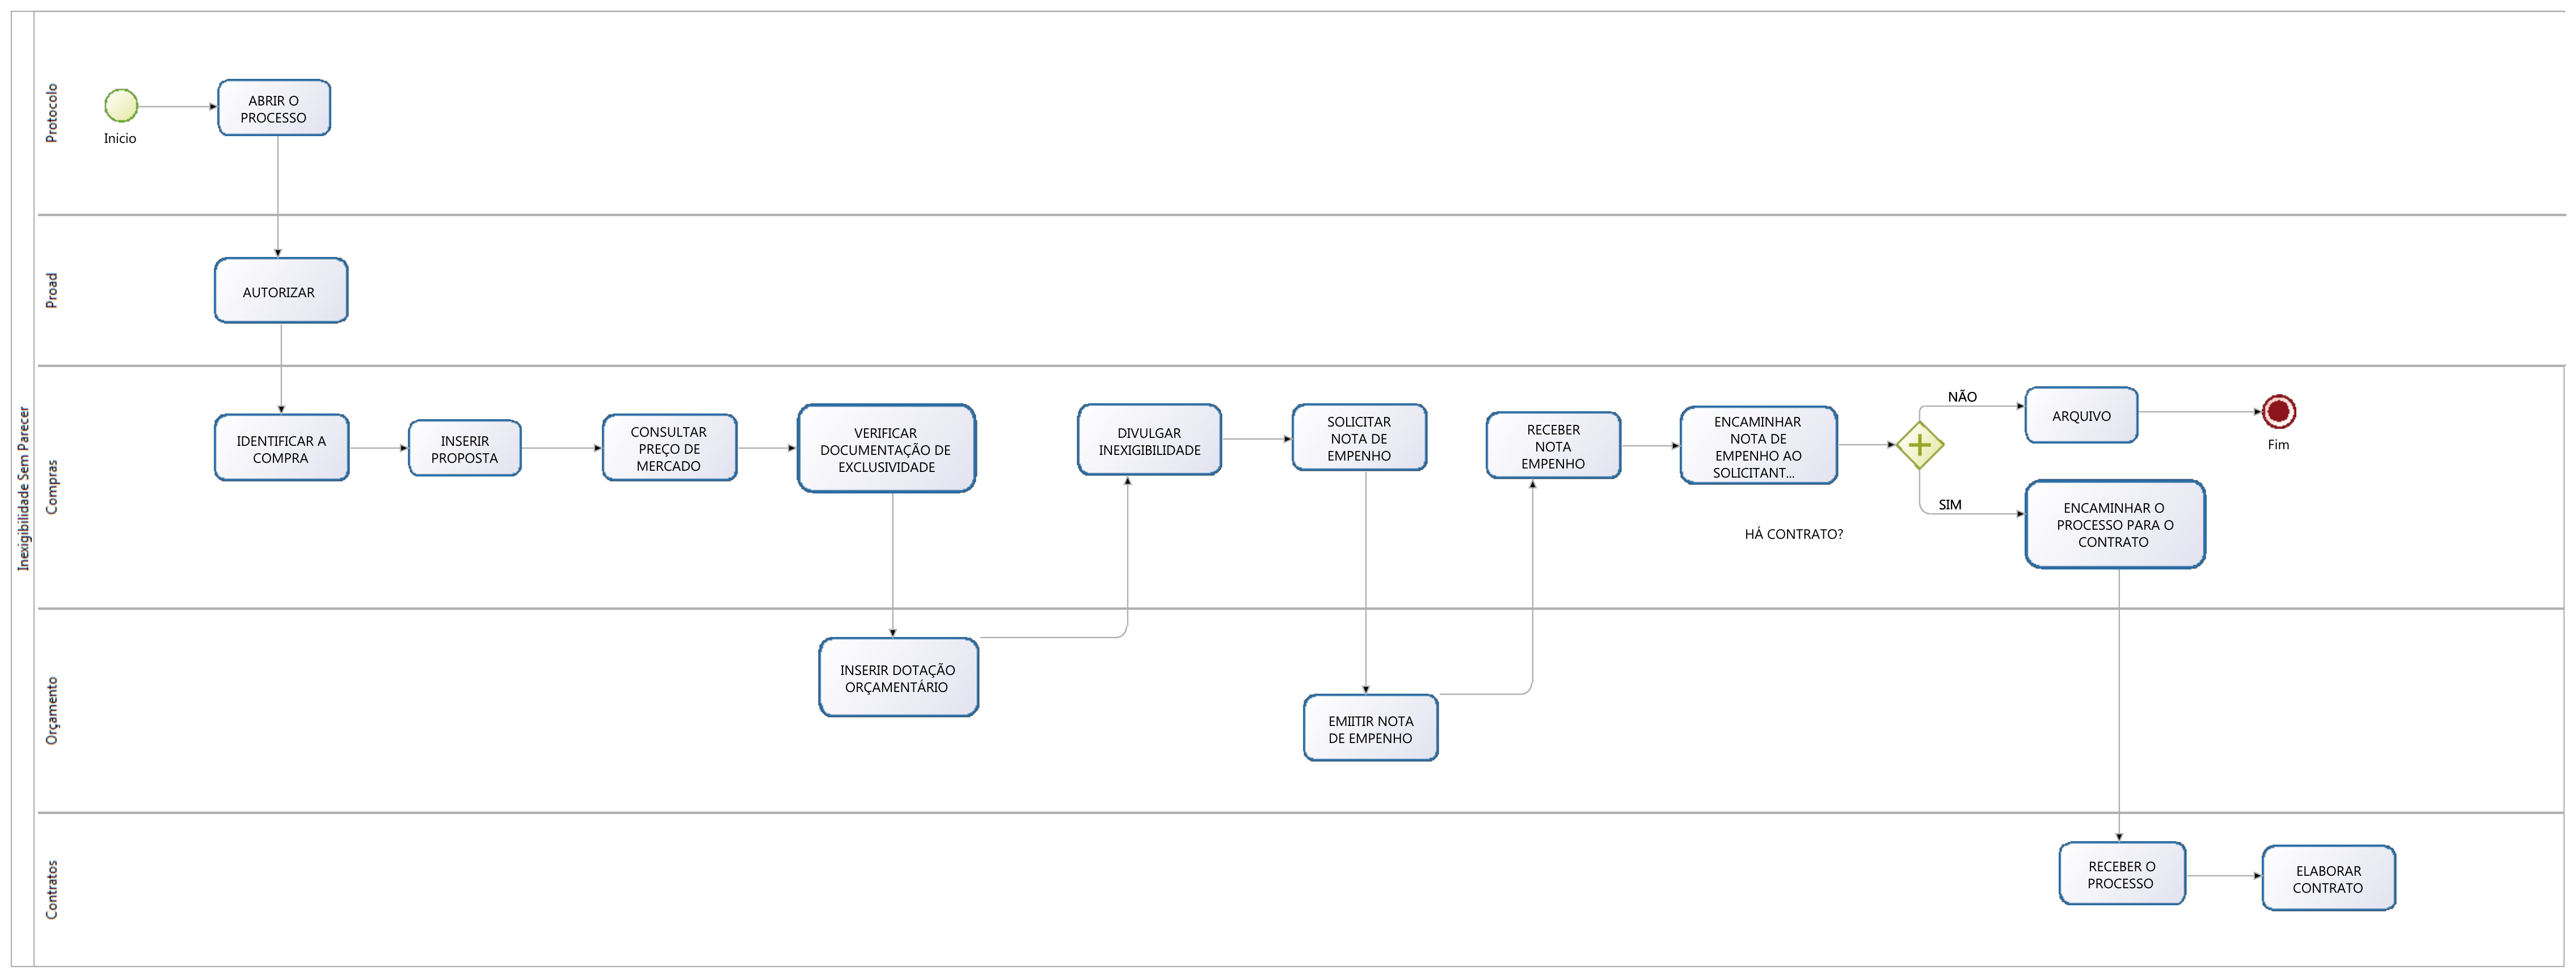 Inexigibilidade Sem Parecer
Protocolo
Inicio
ABRIR O
PROCESSO
Proad
AUTORIZAR
Compras
IDENTIFICAR A
COMPRA
INSERIR
PROPOSTA
CONSULTAR
PREÇO DE
MERCADO
VERIFICAR
DOCUMENTAÇÃO DE
EXCLUSIVIDADE
DIVULGAR
INEXIGIBILIDADE
SOLICITAR
NOTA DE
EMPENHO
RECEBER
NOTA
EMPENHO
ENCAMINHAR
NOTA DE
EMPENHO AO
SOLICITANT...
HÁ CONTRATO?
NÃO
ARQUIVO
Fim
SIM
ENCAMINHAR O
PROCESSO PARA O
CONTRATO
Orçamento
INSERIR DOTAÇÃO
ORÇAMENTÁRIO
EMIITIR NOTA
DE EMPENHO
Contratos
RECEBER O
PROCESSO
ELABORAR
CONTRATO